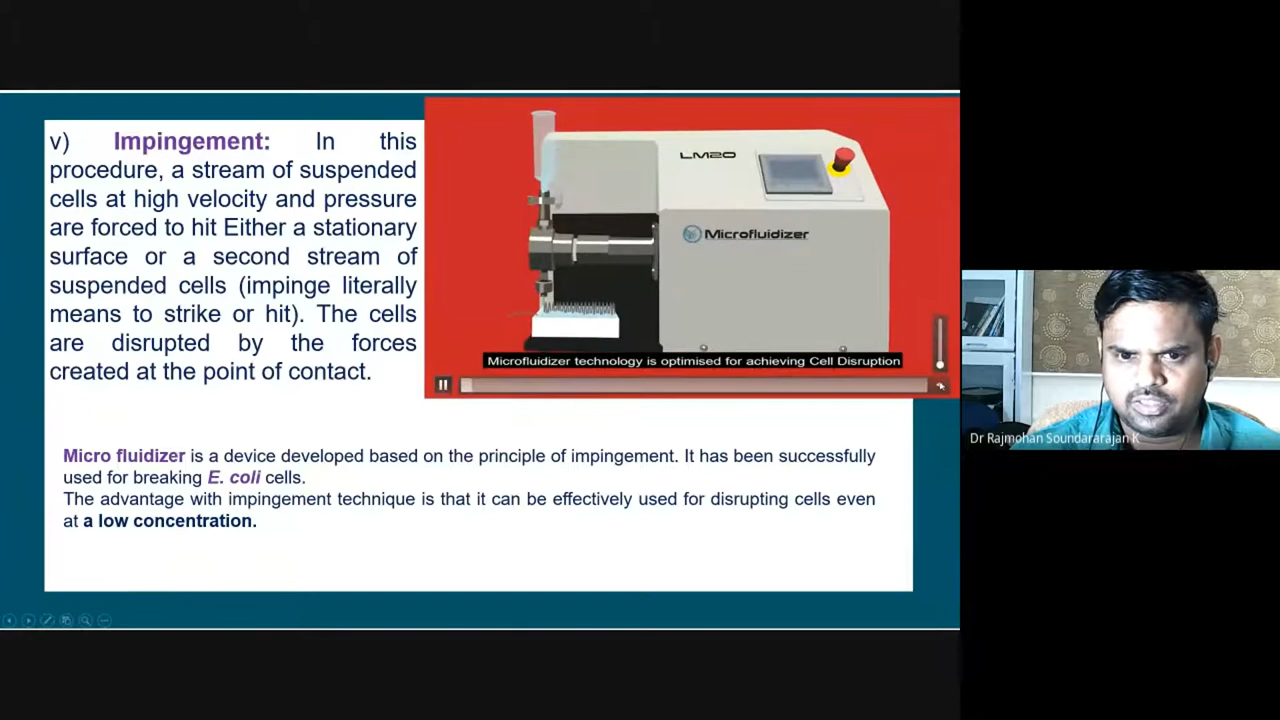 v) Impingement: In this
procedure, a stream of suspended
cells at high velocity and pressure
are forced to hit Either a stationary
surface or a second stream of
suspended cells (impinge literally
means to strike or hit). The cells
are disrupted by the forces
created at the point of contact.
LM20
Microfluidizer
Microfluidizer technology is optimised for achieving Cell Disruption
Micro fluidizer is a device developed based on the principle of impingement. It has been successfully
used for breaking E. coli cells.
The advantage with impingement technique is that it can be effectively used for disrupting cells even
at a low concentration.
Dr Rajmohan Soundararajan K